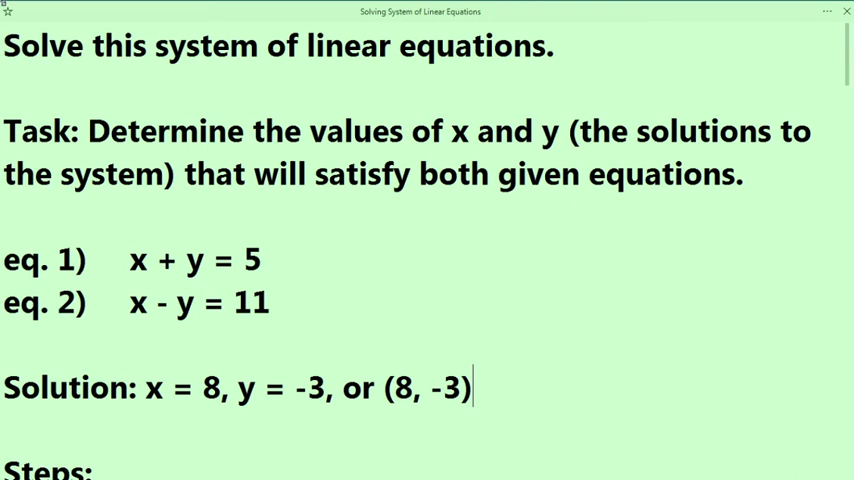 Solving System of Linear Equations
Solve this system of linear equations.
Task: Determine the values of x and y (the solutions to
the system) that will satisfy both given equations.
eq. 1) x + y = 5
eq. 2) x - y = 11
Solution: x = 8, y = -3, or (8, -3)
Steps: